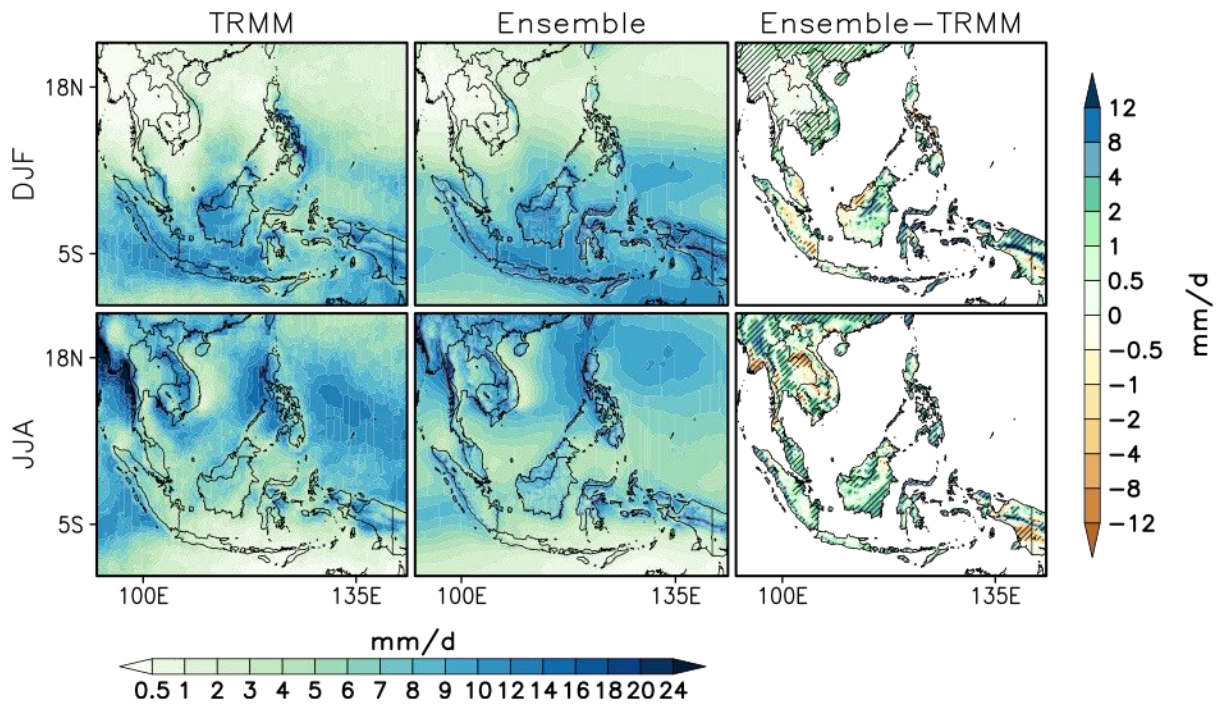 TRMM Ensemble Ensemble−TRMM
DJF
18N
5S
JJA
18N
5S
100E 135E 100E 135E 100E 135E
mm/d
0.5 1 2 3 4 5 6 7 8 9 10 12 14 16 18 20 24
12
8
4
2
1
0.5
0
−0.5
−1
−2
−4
−8
−12
mm/d